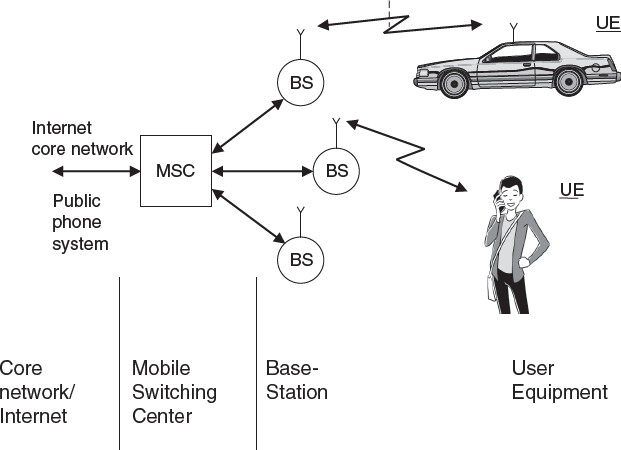 UE
BS
Internet
core network
MSC
BS
Public
phone
system
UE
BS
Core
network/
Internet
Mobile
Switching
Center
Base-
Station
User
Equipment